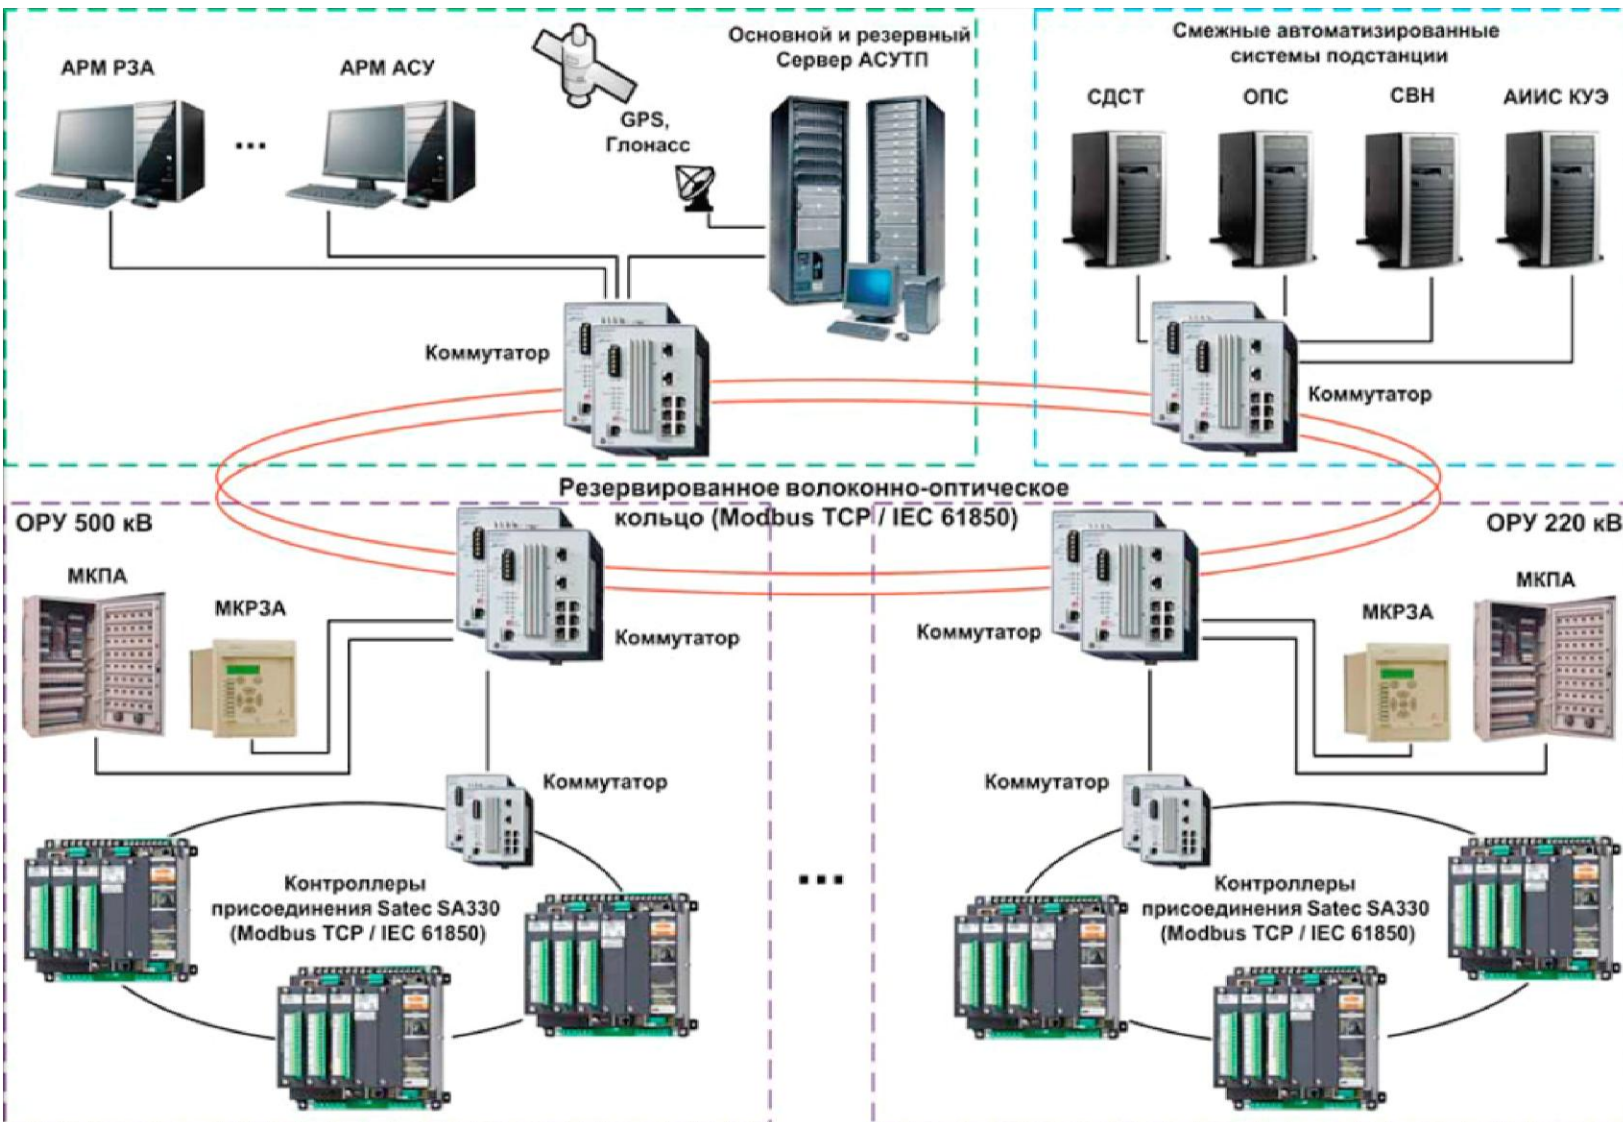 АРМ РЗА
АРМ АСУ
...
GPS,
Глонасс
Основной и резервный
Сервер АСУТП
Коммутатор
Смежные автоматизированные
системы подстанции
СДСТ
ОПС
СВН
АИИС КУЭ
Коммутатор
Резервированное волоконно-оптическое
кольцо (Modbus TCP / IEC 61850)
ОРУ 500 кВ
МКПА
МКРЗА
Коммутатор
Коммутатор
Контроллеры
присоединения Satec SA330
(Modbus TCP / IEC 61850)
...
ОРУ 220 кВ
МКПА
МКРЗА
Коммутатор
Коммутатор
Контроллеры
присоединения Satec SA330
(Modbus TCP / IEC 61850)